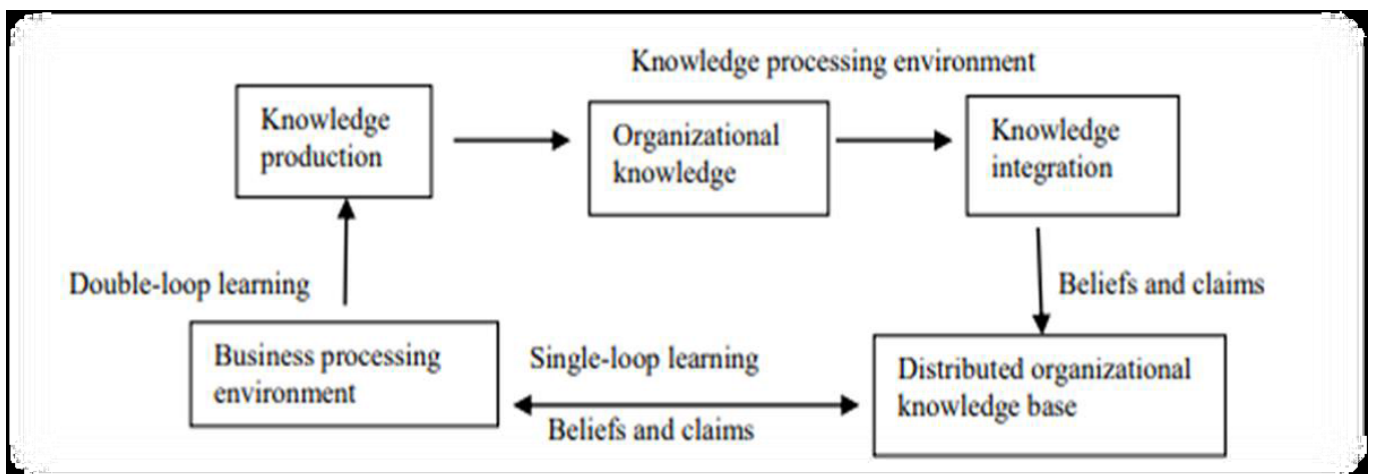 Knowledge processing environment
Knowledge
production
Organizational
knowledge
Knowledge
integration
Double-loop learning
Beliefs and claims
Business processing
environment
Single-loop learning
Beliefs and claims
Distributed organizational
knowledge base